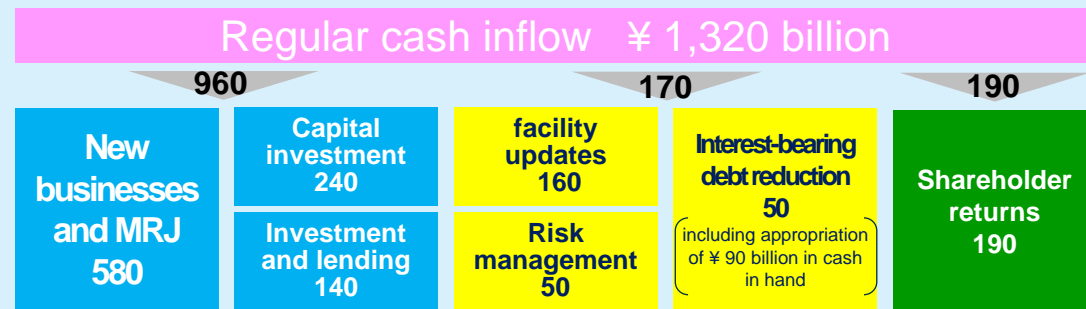 Regular cash inflow ¥ 1,320 billion
960
170
190
New
businesses
and MRJ
580
Capital
investment
240
Investment
and lending
140
facility
updates
160
Risk
management
50
Interest-bearing
debt reduction
50
including appropriation
of ¥ 90 billion in cash
in hand
Shareholder
returns
190